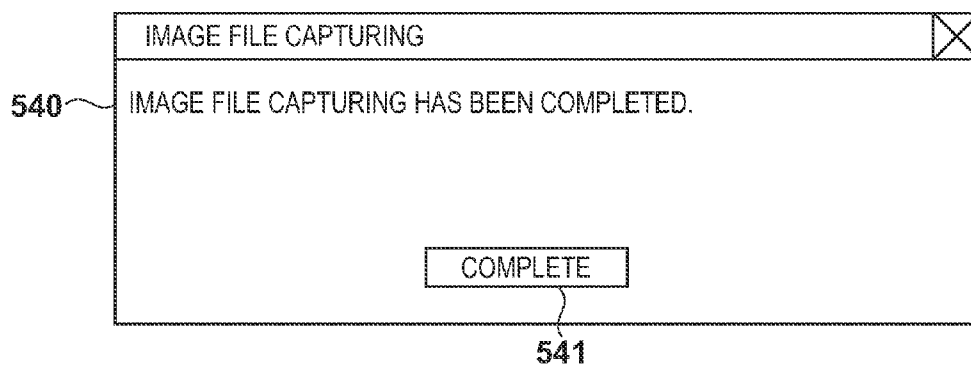 IMAGE FILE CAPTURING
540
IMAGE FILE CAPTURING HAS BEEN COMPLETED.
COMPLETE
541